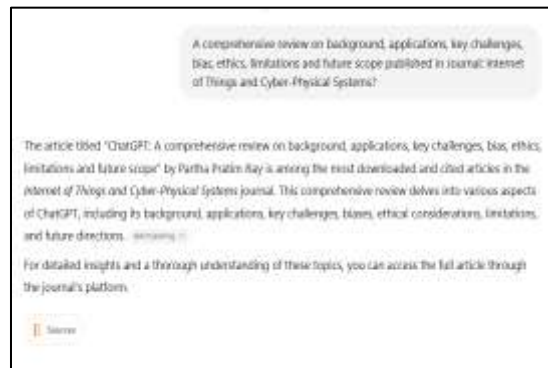 A comprehensive review on background, applications, key challenges,
bias, ethics, limitations and future scope published in Journal: Internet
of Things and Cyber-Physical Systems?
The article titled "ChatGPT: A comprehensive review on background, applications, key challenges, bias, ethics,
limitations and future scope" by Partha Pratim Ray is among the most downloaded and cited articles in the
Internet of Things and Cyber-Physical Systems journal. This comprehensive review delves into various aspects
of ChatGPT, including its background, applications, key challenges, biases, ethical considerations, limitations,
and future directions.
For detailed insights and a thorough understanding of these topics, you can access the full article through
the journal's platform.
Sources